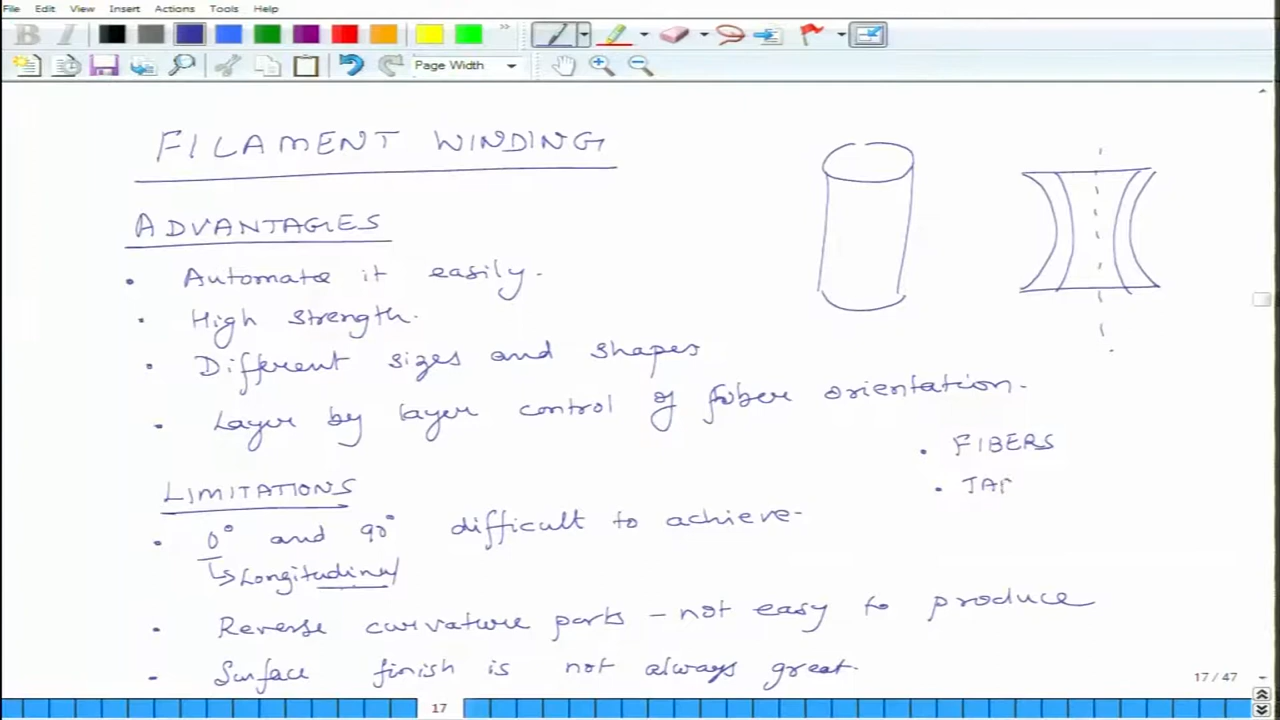 File Edit View Insert Actions Tools Help
B I
Page Width
FILAMENT WINDING
ADVANTAGES
• Automate it easily.
• High strength.
• Different sizes and shapes
• Layer by layer control of fiber orientation.
• FIBERS
• TAP
LIMITATIONS
• 0° and 90° difficult to achieve-
↳ Longitudinal
• Reverse curvature parts - not easy to produce
• Surface finish is not always great.
17 / 47
17